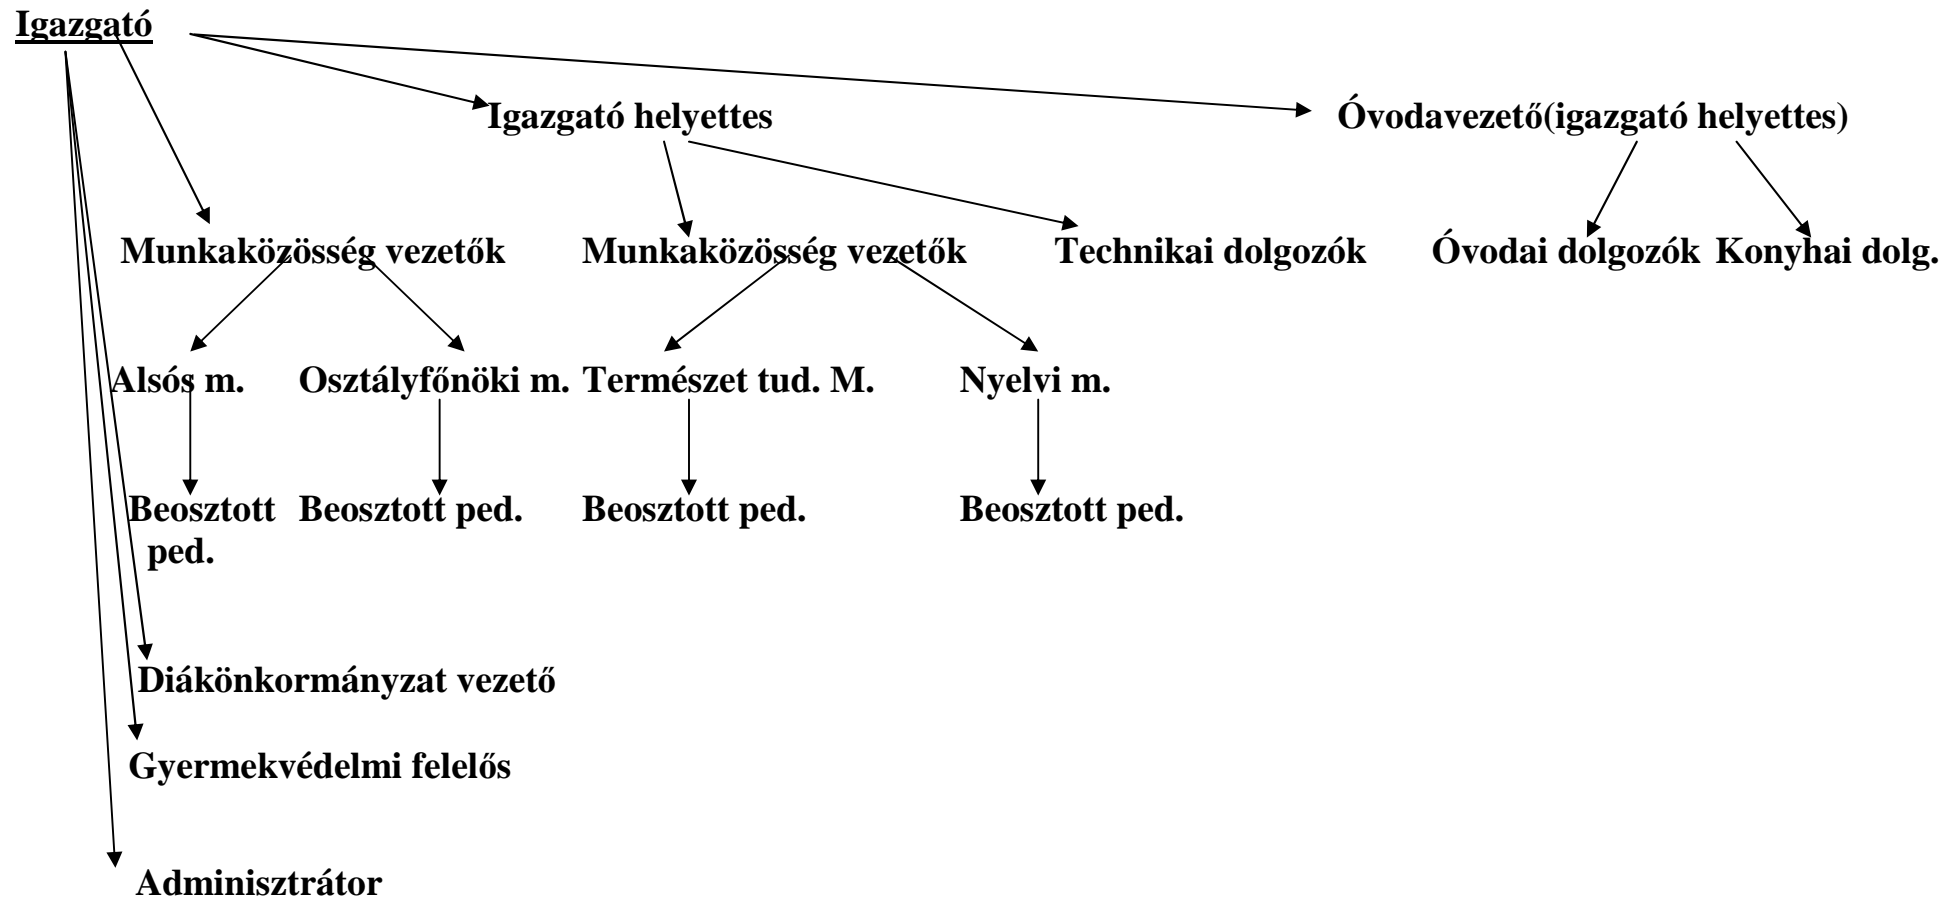 Igazgató
Igazgató helyettes Óvodavezető(igazgató helyettes)
Munkaközösség vezetők Munkaközösség vezetők Technikai dolgozók Óvodai dolgozók Konyhai dolg.
Alsós m. Osztályfőnöki m. Természet tud. M. Nyelvi m.
Beosztott Beosztott ped. Beosztott ped. Beosztott ped.
ped.
Diákönkormányzat vezető
Gyermekvédelmi felelős
Adminisztrátor